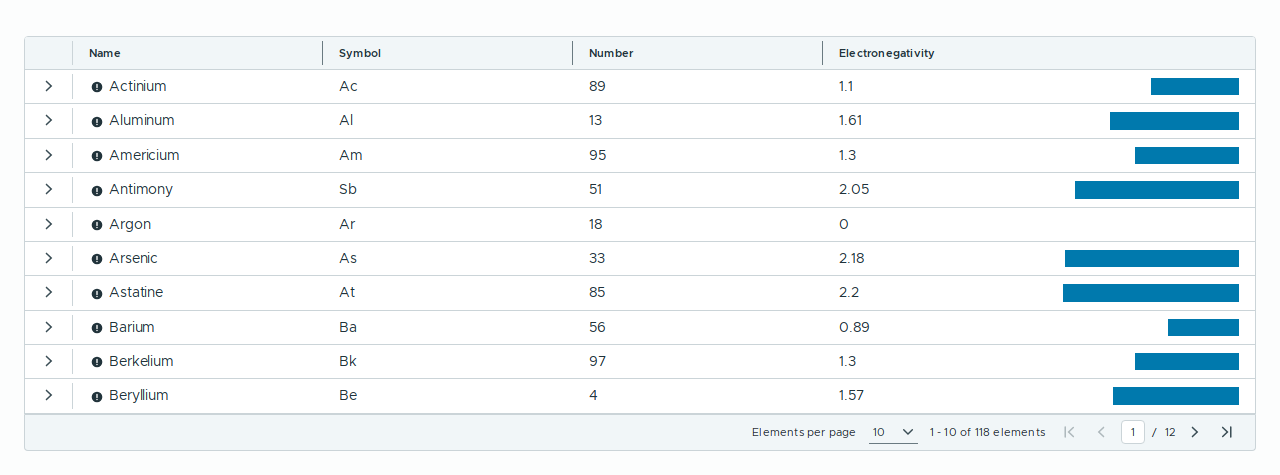 Name Symbol Number Electronegativity
Actinium Ac 89 1.1
Aluminum Al 13 1.61
Americium Am 95 1.3
Antimony Sb 51 2.05
Argon Ar 18 0
Arsenic As 33 2.18
Astatine At 85 2.2
Barium Ba 56 0.89
Berkelium Bk 97 1.3
Beryllium Be 4 1.57
Elements per page 10 1 - 10 of 118 elements 1 / 12